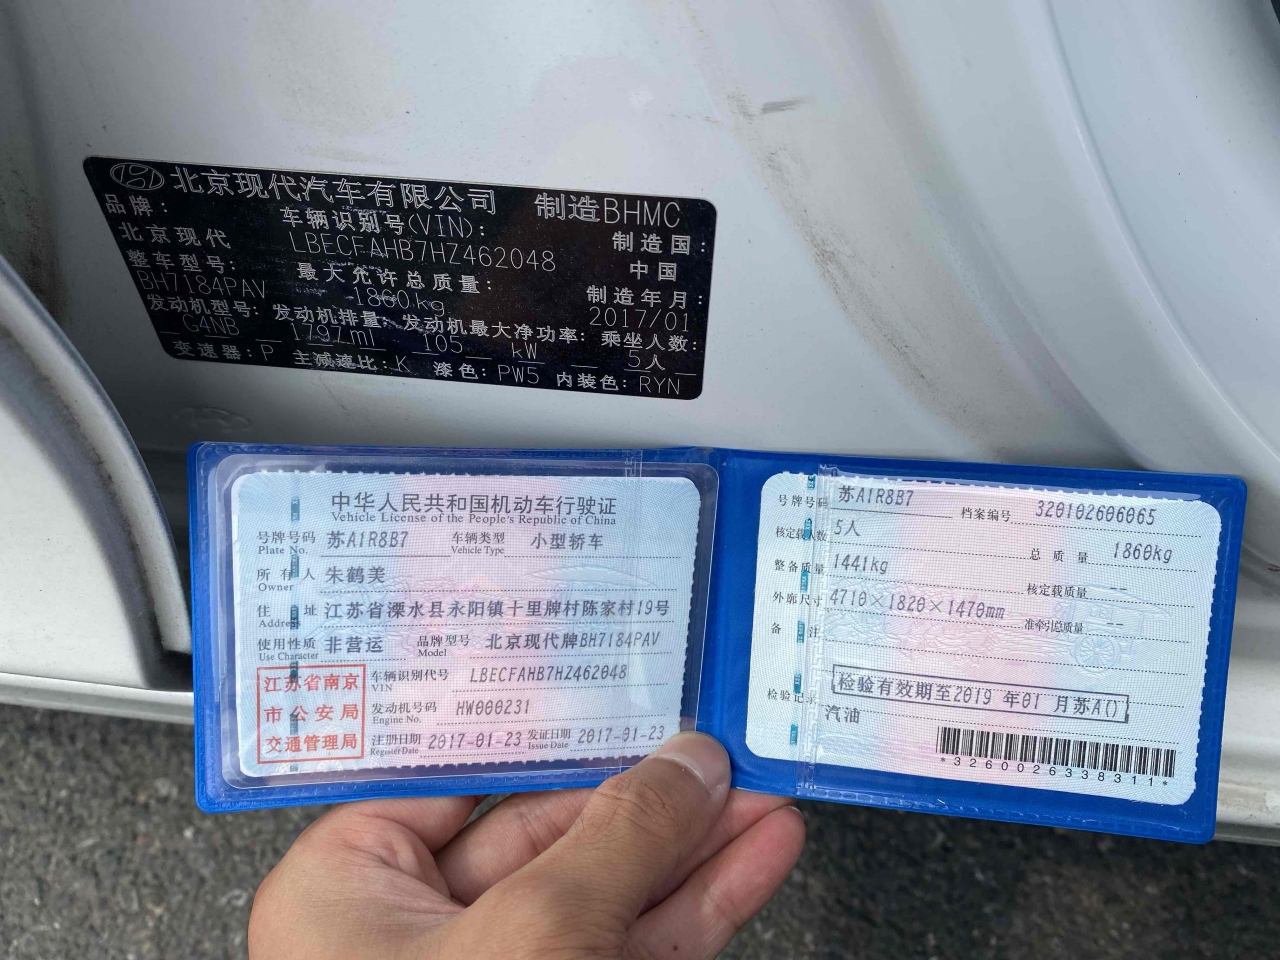 北京现代汽车有限公司 制造BHMC
品牌: 车辆识别号(VIN): 制造国:
北京现代 LBECFAHB7HZ462048 中国
整车型号: 最大允许总质量: 制造年月:
BH7184PAV 1860kg 2017/01
发动机型号: 发动机排量: 发动机最大净功率: 乘坐人数:
G4NB 1797ml 105 kW 5人
变速器: P 主减速比: K 漆色: PW5 内装色: RYN
中华人民共和国机动车行驶证
Vehicle License of the People's Republic of China
号牌号码 苏A1R8B7 车辆类型 小型轿车
Plate No. Vehicle Type
所有人 朱鹤美
Owner
住址 江苏省溧水县永阳镇十里牌村陈家村19号
Address
使用性质 非营运 品牌型号 北京现代牌BH7184PAV
Use Character Model
江苏省南京
市公安局
交通管理局
车辆识别代号 LBECFAHB7HZ462048
VIN
发动机号码 HW000231
Engine No.
注册日期 2017-01-23 发证日期 2017-01-23
Register Date Issue Date
号牌号码 苏A1R8B7 档案编号 320102606065
核定载人数 5人 总质量 1860kg
整备质量 1441kg 核定载质量 --
外廓尺寸 4710×1820×1470mm 准牵引总质量 --
备注
检验记录 检验有效期至2019年01月苏A()
汽油
*3260026338311*